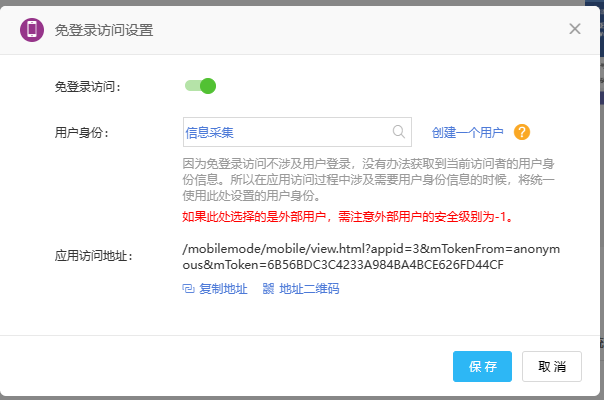 免登录访问设置
免登录访问：
用户身份：
信息采集
创建一个用户
?
因为免登录访问不涉及用户登录，没有办法获取到当前访问者的用户身
份信息。所以在应用访问过程中涉及需要用户身份信息的时候，将统一
使用此处设置的用户身份。
如果此处选择的是外部用户，需注意外部用户的安全级别为-1。
应用访问地址：
/mobilemode/mobile/view.html?appid=3&mTokenFrom=anonym
ous&mToken=6B56BDC3C4233A984BA4BCE626FD44CF
复制地址
地址二维码
保存
取消